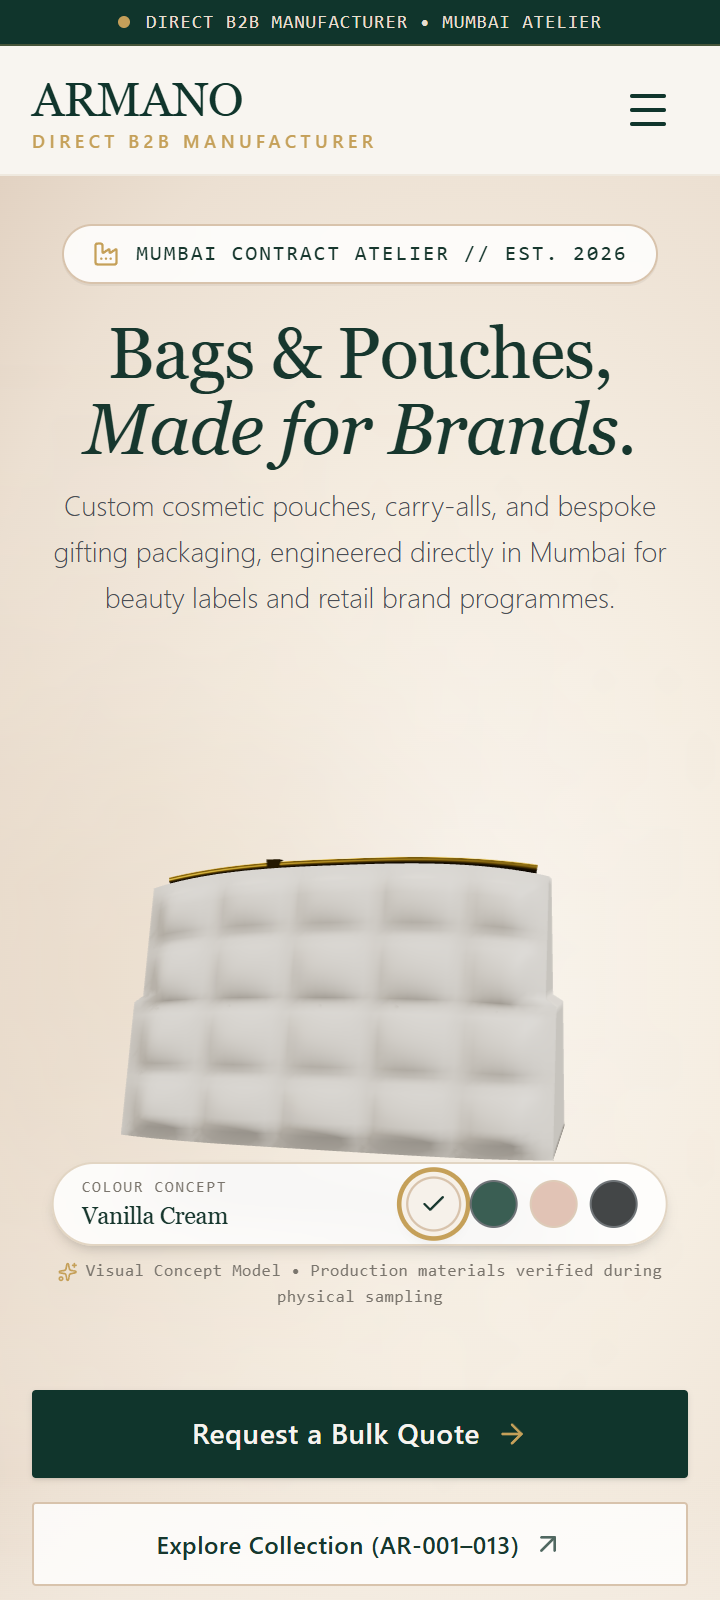 DIRECT B2B MANUFACTURER • MUMBAI ATELIER
ARMANO
DIRECT B2B MANUFACTURER
MUMBAI CONTRACT ATELIER // EST. 2026
Bags & Pouches,
Made for Brands.
Custom cosmetic pouches, carry-alls, and bespoke
gifting packaging, engineered directly in Mumbai for
beauty labels and retail brand programmes.
COLOUR CONCEPT
Vanilla Cream
Visual Concept Model • Production materials verified during
physical sampling
Request a Bulk Quote →
Explore Collection (AR-001–013) ↗